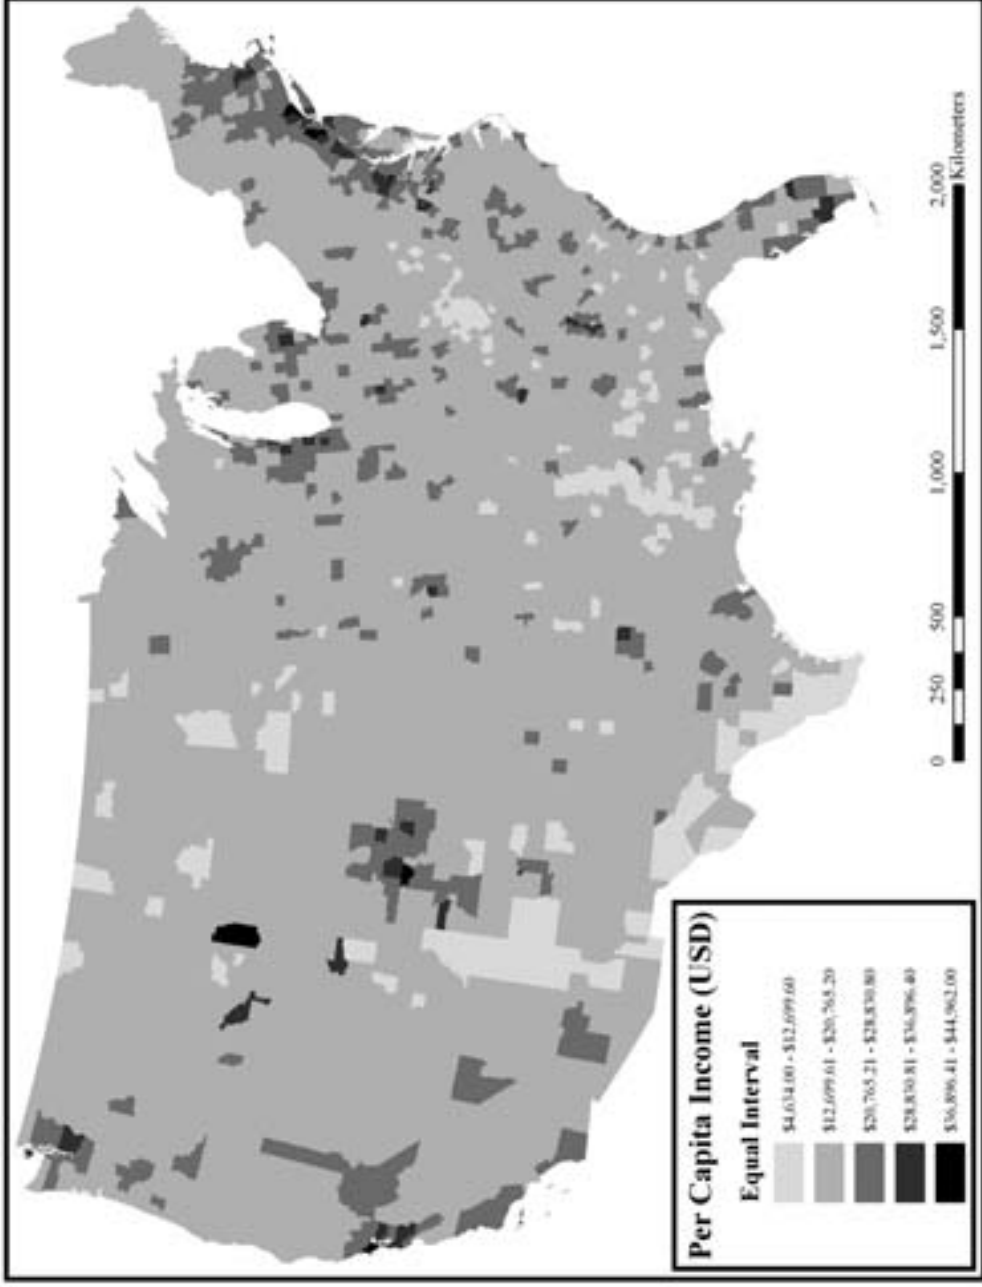 Per Capita Income (USD)
Equal Interval
$4,634.00 - $12,699.60
$12,699.61 - $20,765.20
$20,765.21 - $28,830.80
$28,830.81 - $36,896.40
$36,896.41 - $44,962.00
0 250 500 1,000 1,500 2,000
Kilometers